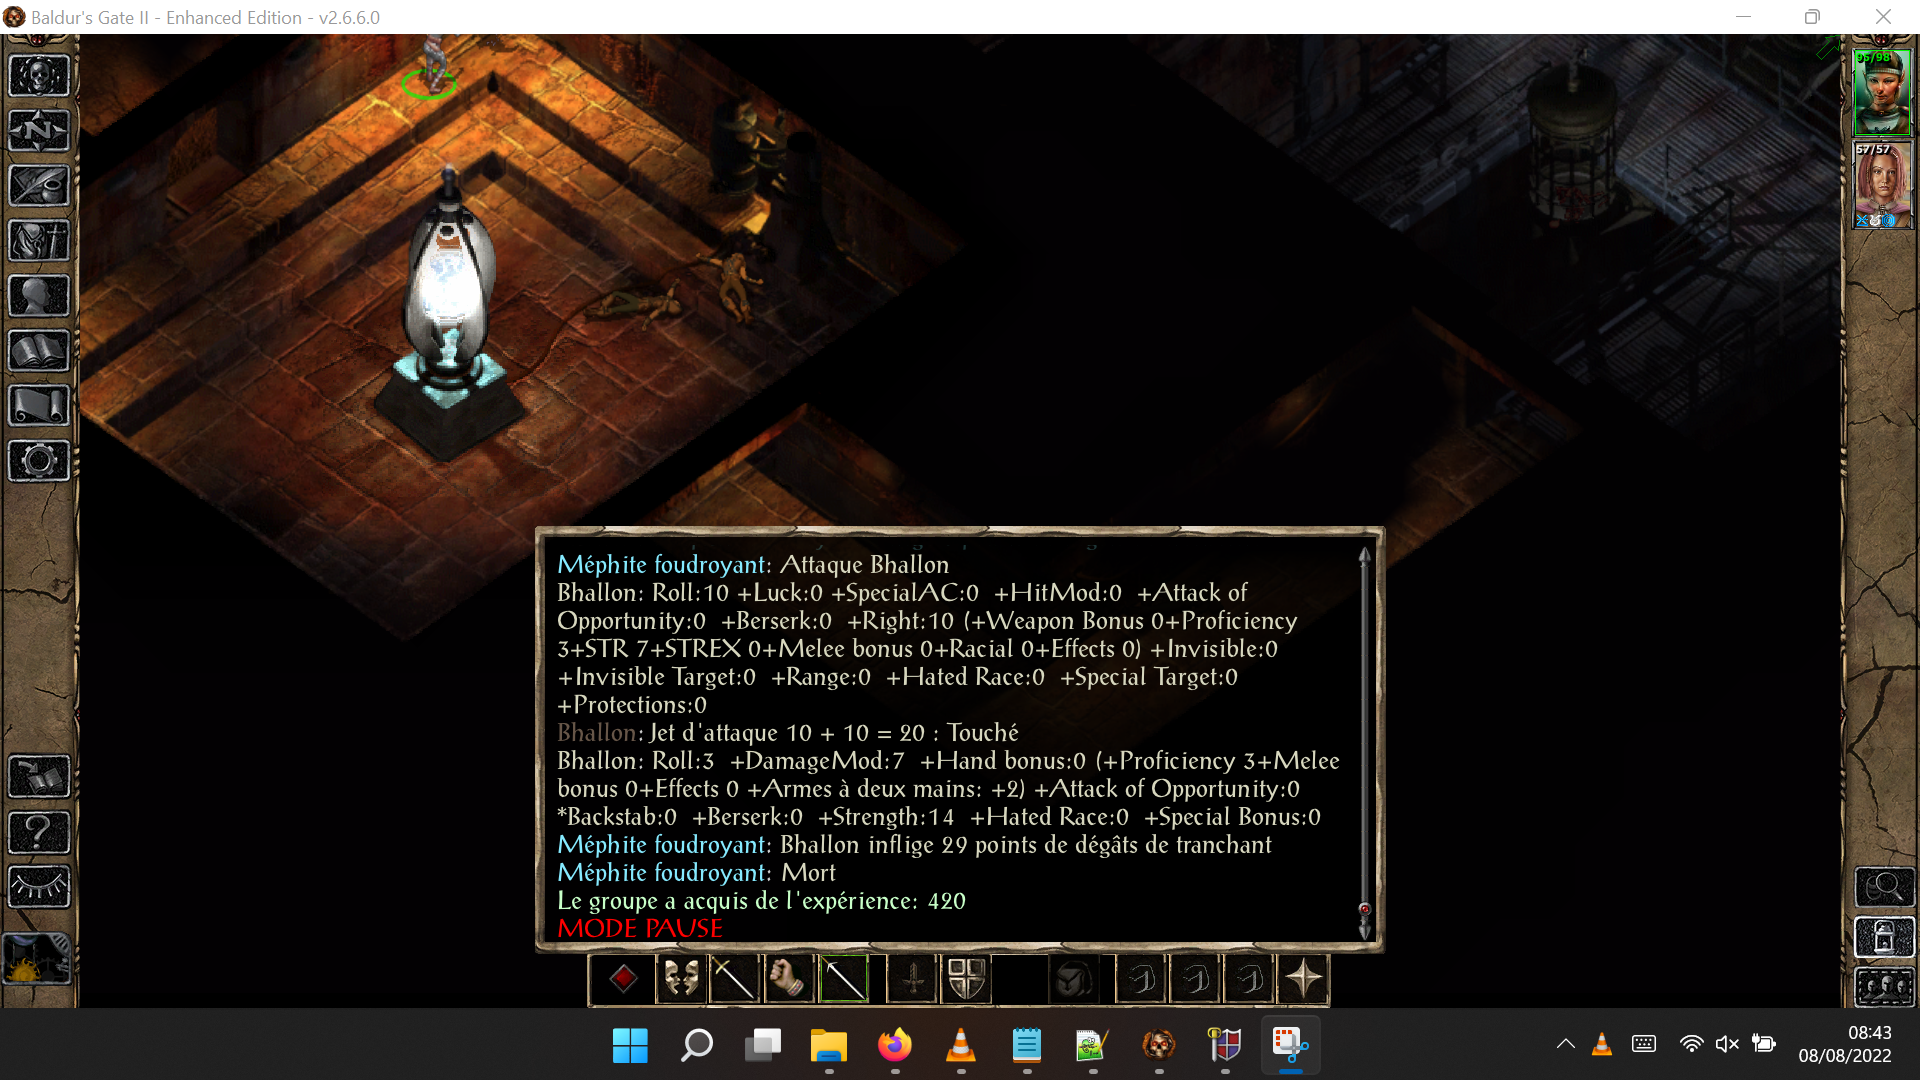 Baldur's Gate II - Enhanced Edition - v2.6.6.0
95/98
57/57
N
Méphite foudroyant: Attaque Bhallon
Bhallon: Roll:10 +Luck:0 +SpecialAC:0 +HitMod:0 +Attack of
Opportunity:0 +Berserk:0 +Right:10 (+Weapon Bonus 0+Proficiency
3+STR 7+STREX 0+Melee bonus 0+Racial 0+Effects 0) +Invisible:0
+Invisible Target:0 +Range:0 +Hated Race:0 +Special Target:0
+Protections:0
Bhallon: Jet d'attaque 10 + 10 = 20 : Touché
Bhallon: Roll:3 +DamageMod:7 +Hand bonus:0 (+Proficiency 3+Melee
bonus 0+Effects 0 +Armes à deux mains: +2) +Attack of Opportunity:0
*Backstab:0 +Berserk:0 +Strength:14 +Hated Race:0 +Special Bonus:0
Méphite foudroyant: Bhallon inflige 29 points de dégâts de tranchant
Méphite foudroyant: Mort
Le groupe a acquis de l'expérience: 420
MODE PAUSE
08:43
08/08/2022